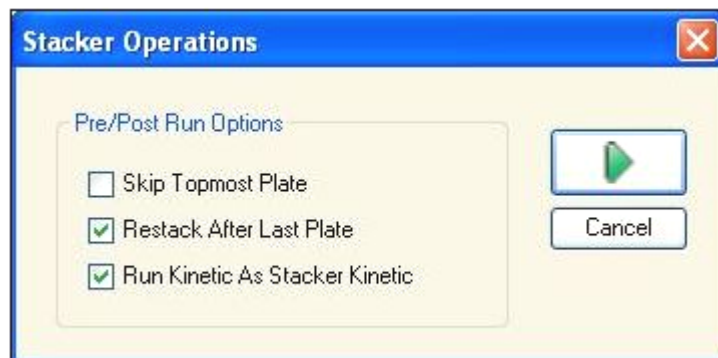 Stacker Operations
Pre/Post Run Options
Skip Topmost Plate
Restack After Last Plate
Run Kinetic As Stacker Kinetic
Cancel